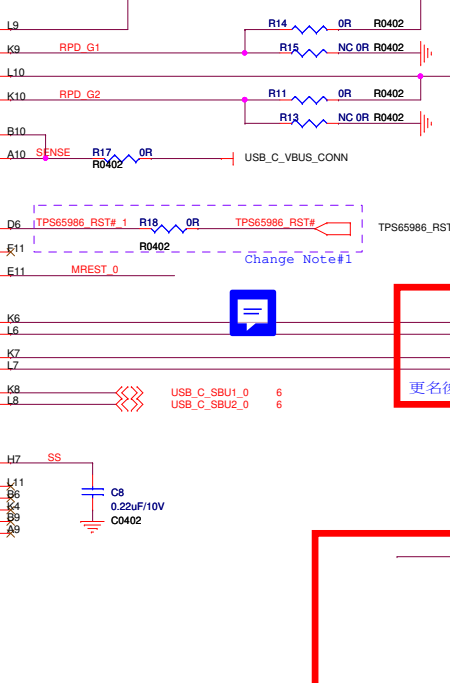 L9
R14 0R R0402
K9 RPD_G1 R15 NC 0R R0402
L10
K10 RPD_G2 R11 0R R0402
R13 NC 0R R0402
B10
A10 SENSE R17 0R USB_C_VBUS_CONN
R0402
D6 TPS65986_RST#_1 R18 0R TPS65986_RST# TPS65986_RST
R0402
F11
Change Note#1
E11 MREST_0
K6
L6
K7
L7
更名
K8 USB_C_SBU1_0 6
L8 USB_C_SBU2_0 6
H7 SS
L11
C8
B6
0.22uF/10V
K4
B9 C0402
A9